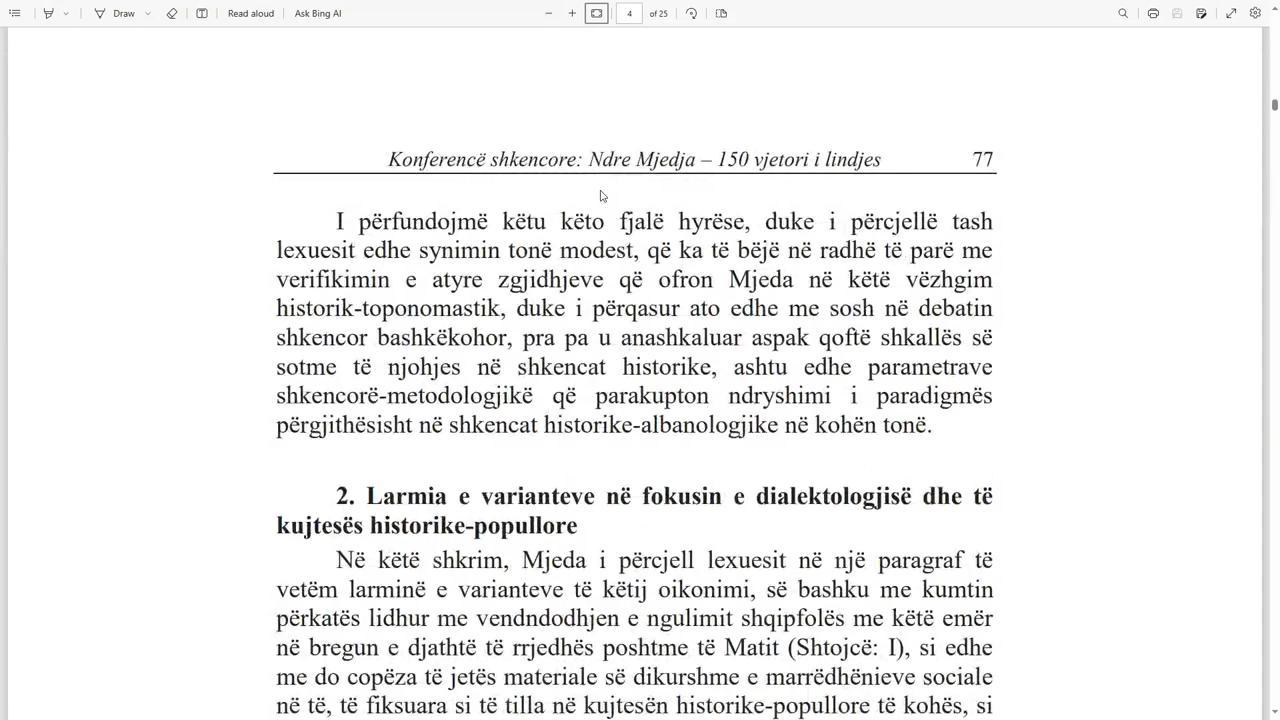 Draw
Read aloud
Ask Bing AI
4
of 25
Konferencë shkencore: Ndre Mjedja – 150 vjetori i lindjes 77
I përfundojmë këtu këto fjalë hyrëse, duke i përcjellë tash
lexuesit edhe synimin tonë modest, që ka të bëjë në radhë të parë me
verifikimin e atyre zgjidhjeve që ofron Mjeda në këtë vëzhgim
historik-toponomastik, duke i përqasur ato edhe me sosh në debatin
shkencor bashkëkohor, pra pa u anashkaluar aspak qoftë shkallës së
sotme të njohjes në shkencat historike, ashtu edhe parametrave
shkencorë-metodologjikë që parakupton ndryshimi i paradigmës
përgjithësisht në shkencat historike-albanologjike në kohën tonë.
2. Larmia e varianteve në fokusin e dialektologjisë dhe të
kujtesës historike-popullore
Në këtë shkrim, Mjeda i përcjell lexuesit në një paragraf të
vetëm larminë e varianteve të këtij oikonimi, së bashku me kumtin
përkatës lidhur me vendndodhjen e ngulimit shqipfolës me këtë emër
në bregun e djathtë të rrjedhës poshtme të Matit (Shtojcë: I), si edhe
me do copëza të jetës materiale së dikurshme e marrëdhënieve sociale
në të, të fiksuara si të tilla në kujtesën historike-popullore të kohës, si